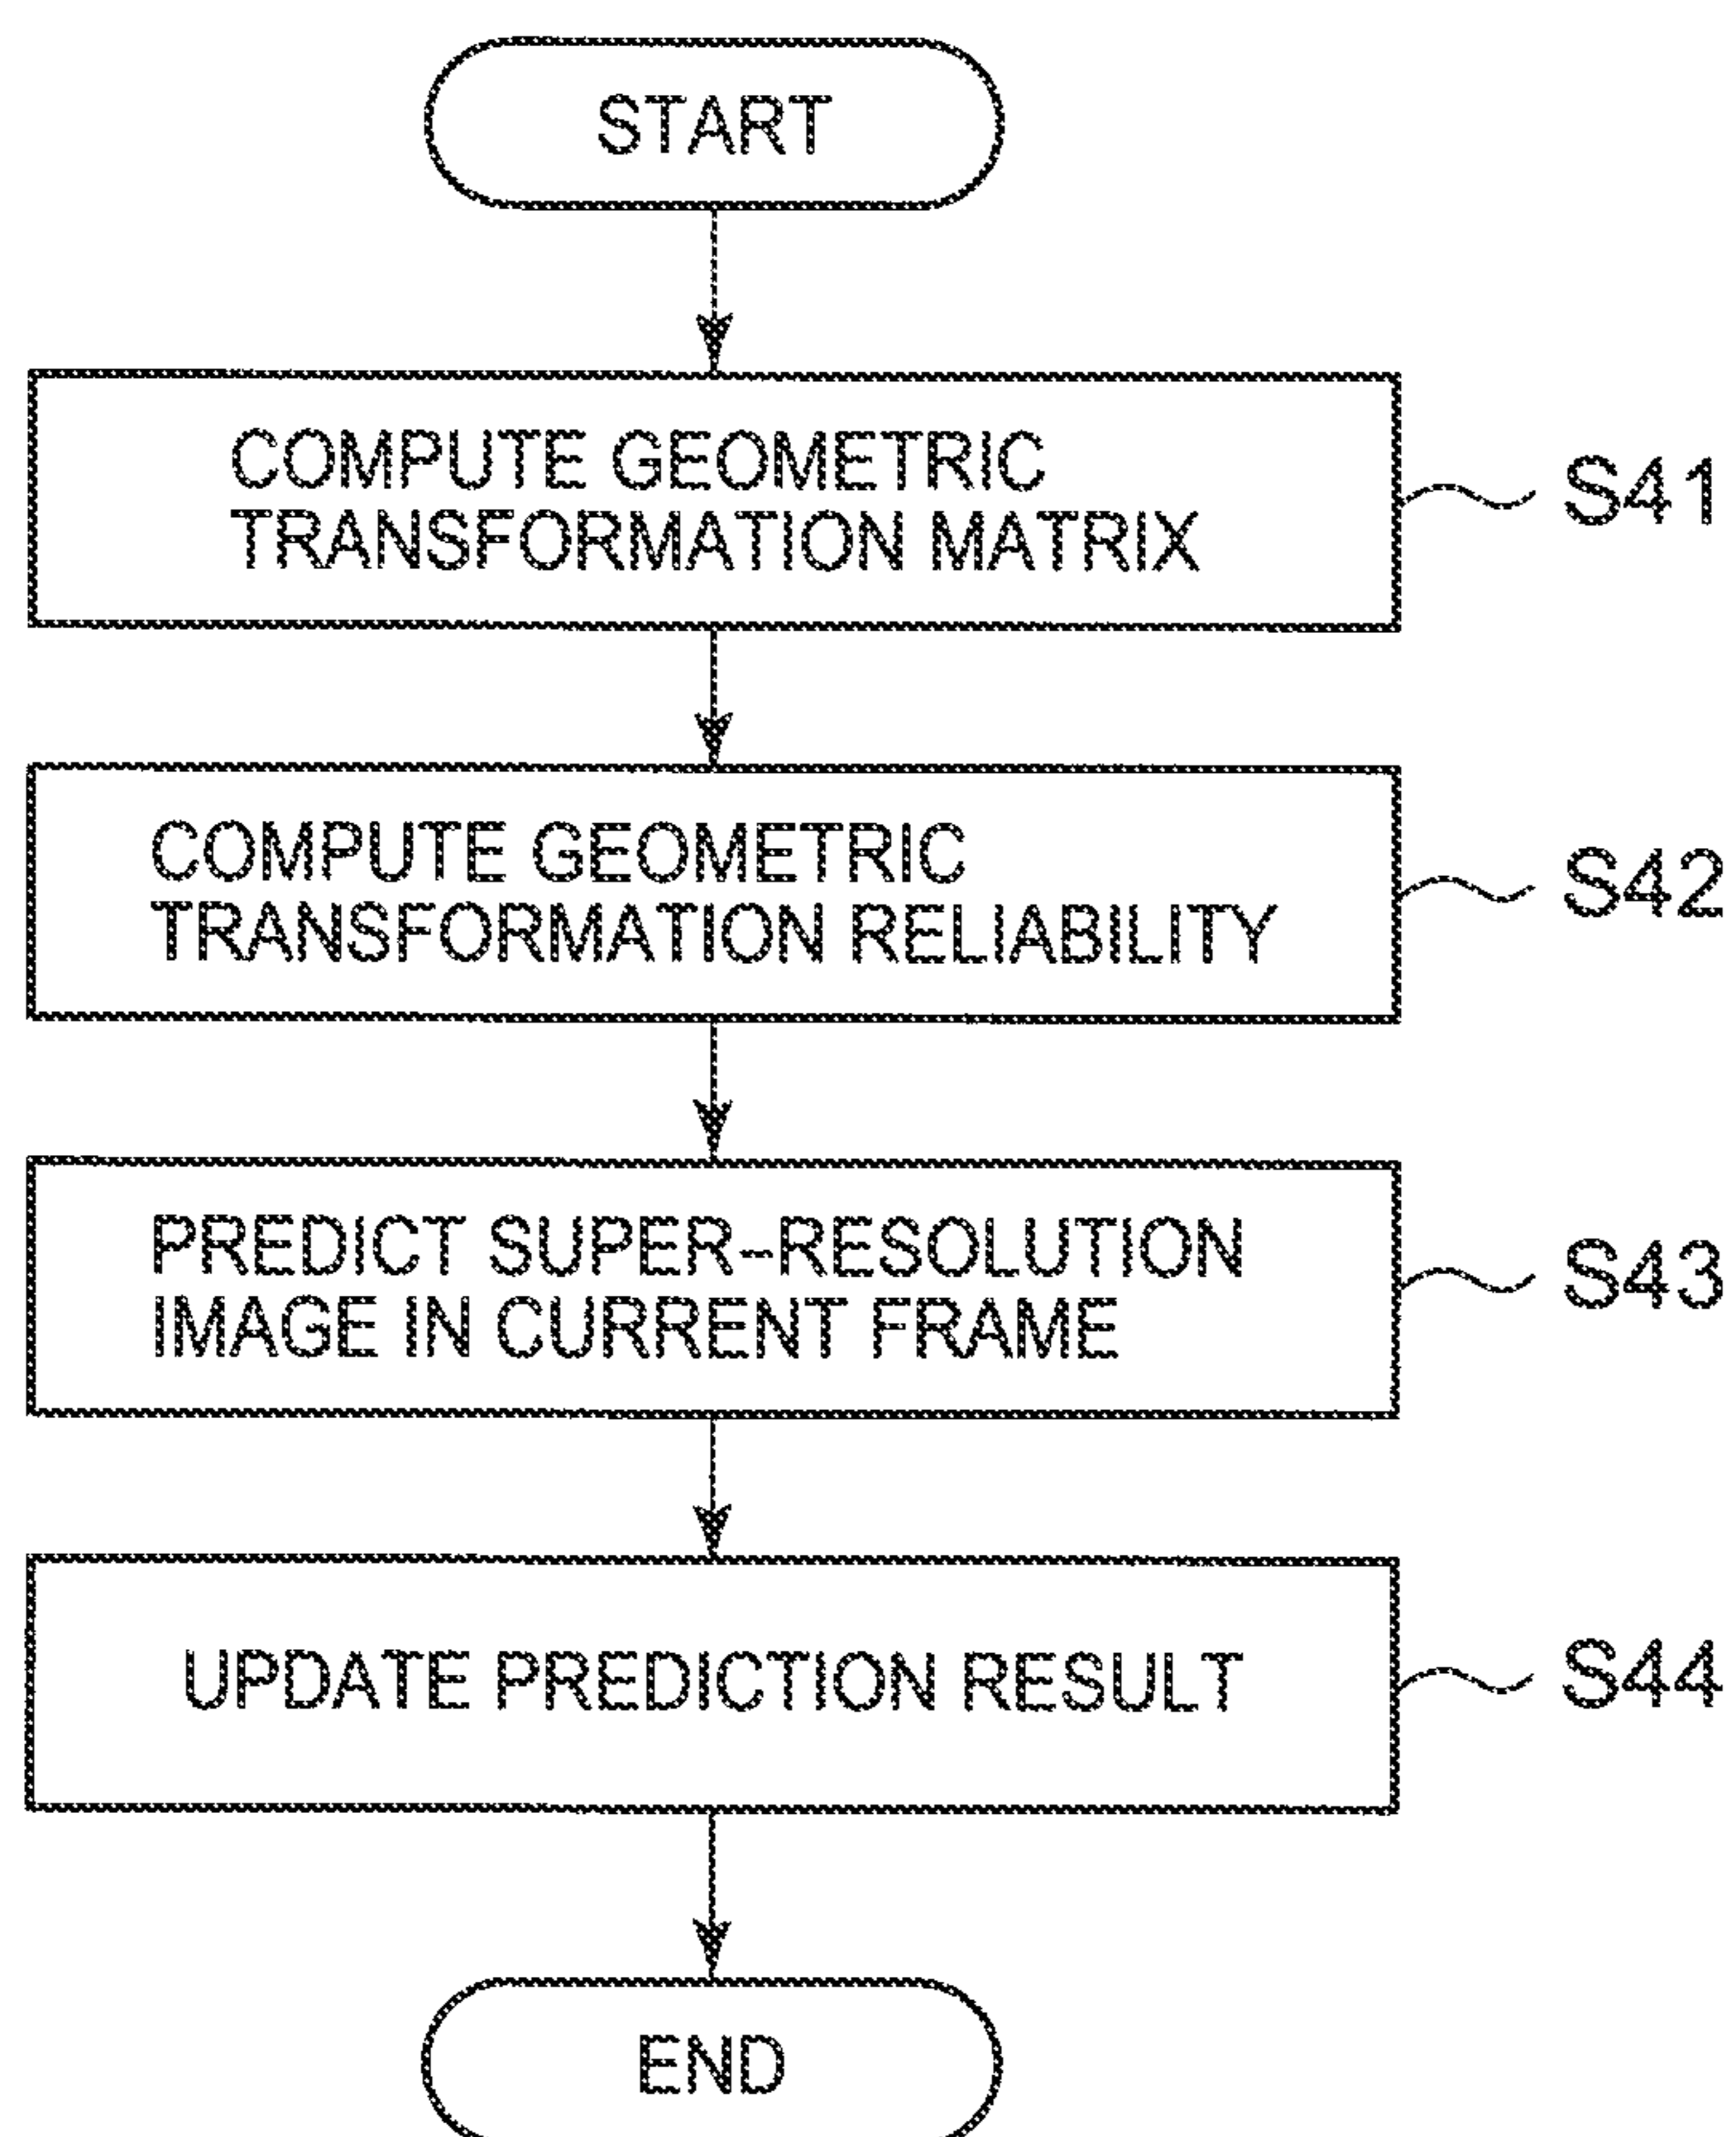 START
COMPUTE GEOMETRIC
TRANSFORMATION MATRIX
S41
COMPUTE GEOMETRIC
TRANSFORMATION RELIABILITY
S42
PREDICT SUPER-RESOLUTION
IMAGE IN CURRENT FRAME
S43
UPDATE PREDICTION RESULT
S44
END